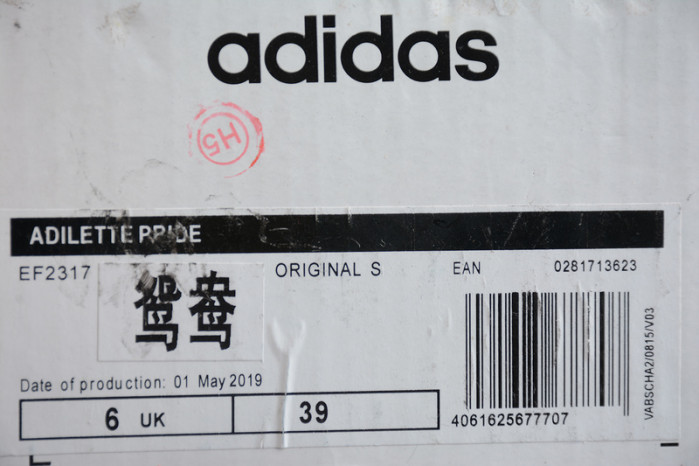 adidas
H5
ADILETTE PRIDE
EF2317
ORIGINAL S
EAN
0281713623
鸳鸯
Date of production: 01 May 2019
6 UK
39
4061625677707
VABSCHA2/0815/V03